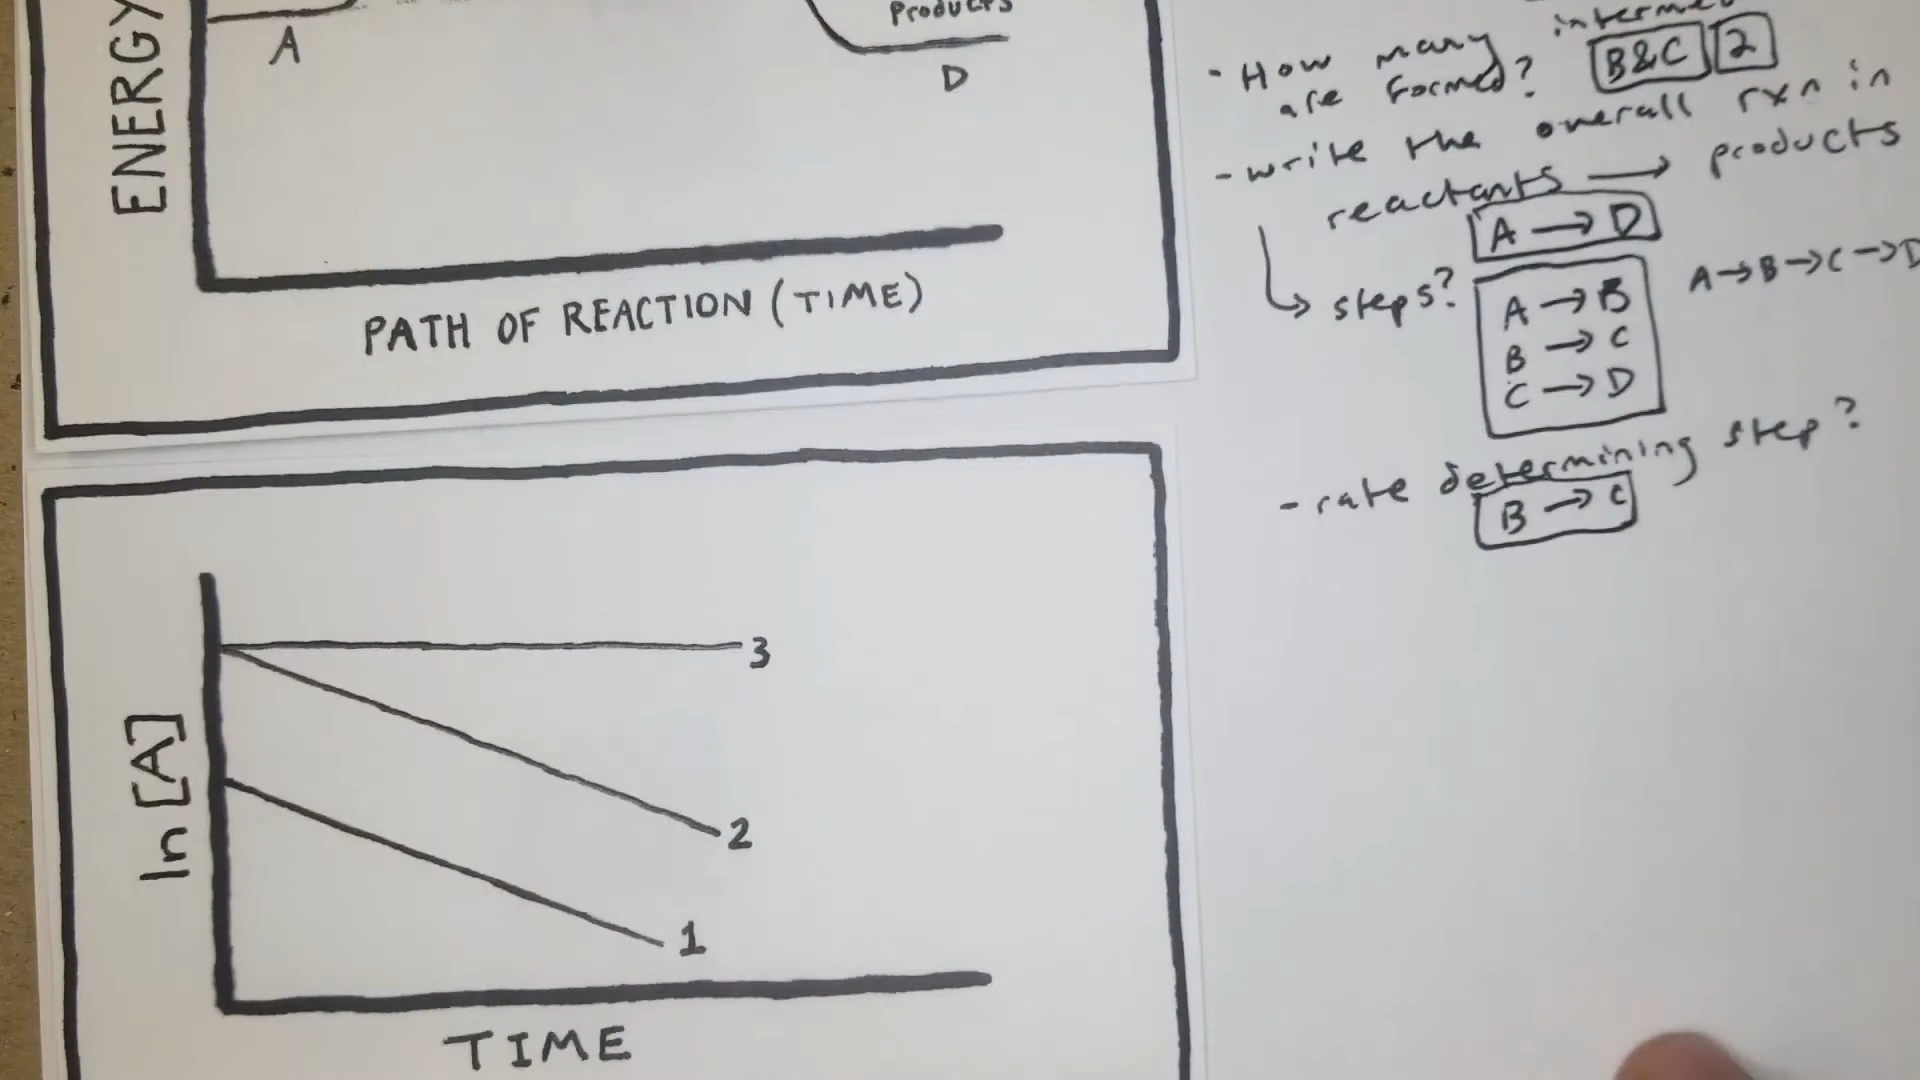 ENERGY
A
Products
D
PATH OF REACTION (TIME)
- How many intermed
are formed? B&C 2
- write the overall rxn in
reactants → products
A → D
↳ steps?
A → B
B → C
C → D
A→B→C→D
- rate determining step?
B → C
ln [A]
3
2
1
TIME